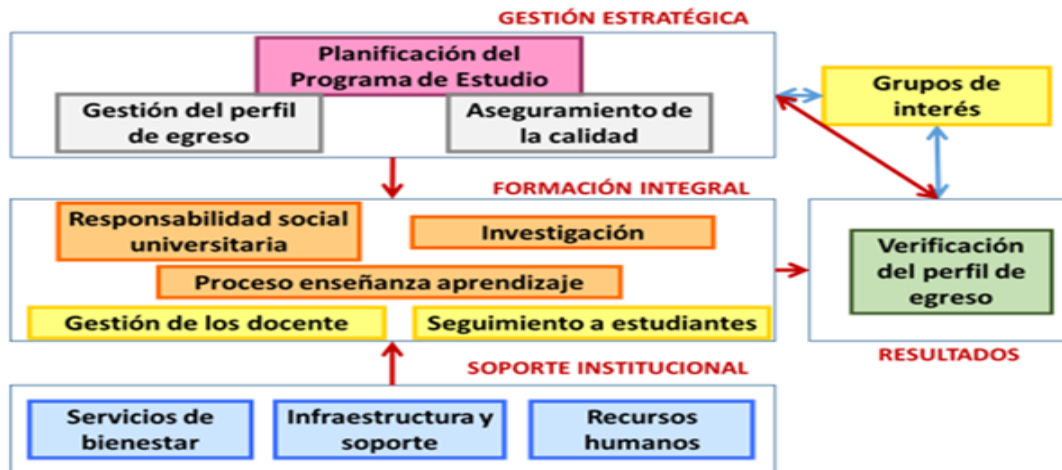 GESTIÓN ESTRATÉGICA
Planificación del
Programa de Estudio
Gestión del perfil
de egreso
Aseguramiento de
la calidad
Grupos de
interés
FORMACIÓN INTEGRAL
Responsabilidad social
universitaria
Investigación
Proceso enseñanza aprendizaje
Gestión de los docente
Seguimiento a estudiantes
Verificación
del perfil de
egreso
RESULTADOS
SOPORTE INSTITUCIONAL
Servicios de
bienestar
Infraestructura y
soporte
Recursos
humanos